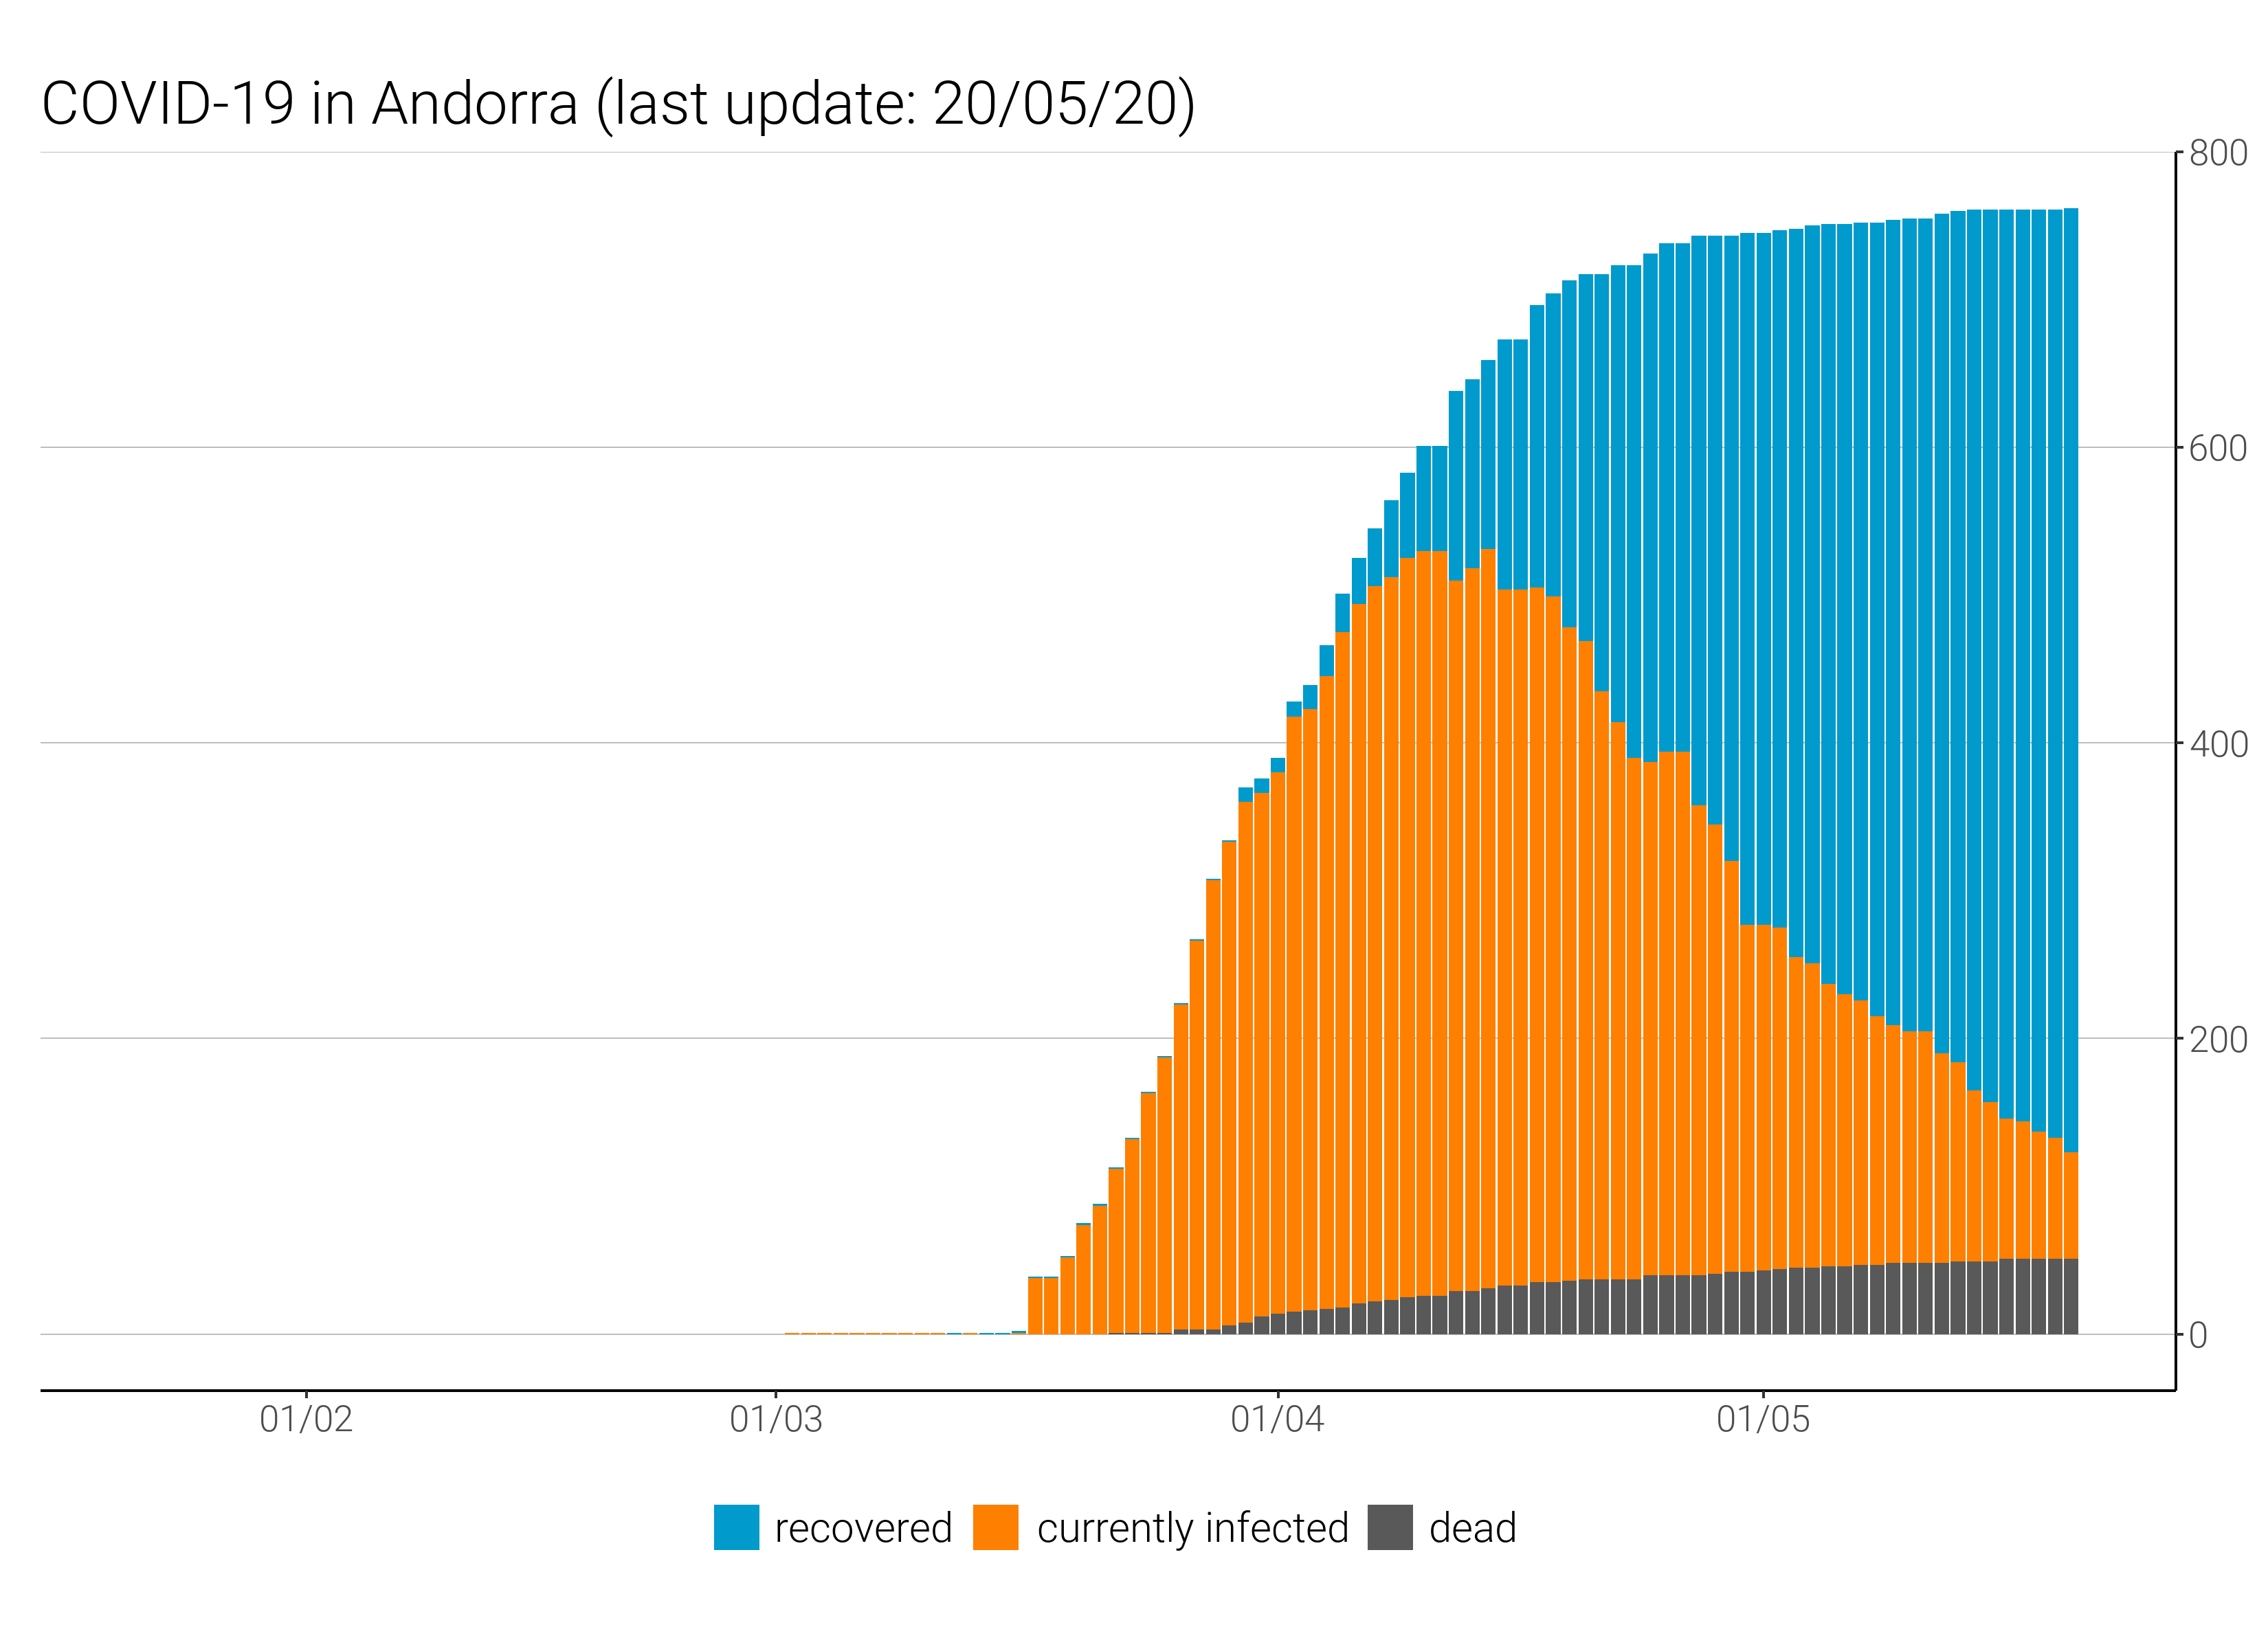 COVID-19 in Andorra (last update: 20/05/20)
800
600
400
200
0
01/02 01/03 01/04 01/05
recovered currently infected dead